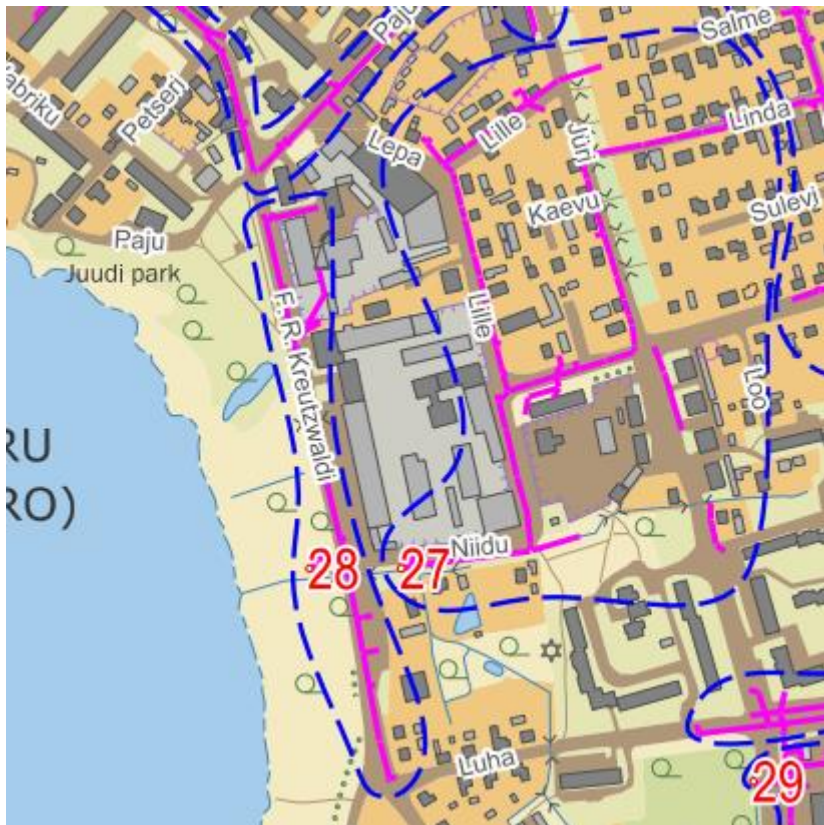 Paju
Salme
Fabriku
Petseri
Lepa
Lille
Jüri
Linda
Kaevu
Sulevi
Paju
Juudi park
F. R. Kreutzwaldi
Lille
Loo
RU
RO)
Niidu
28
27
Luha
29